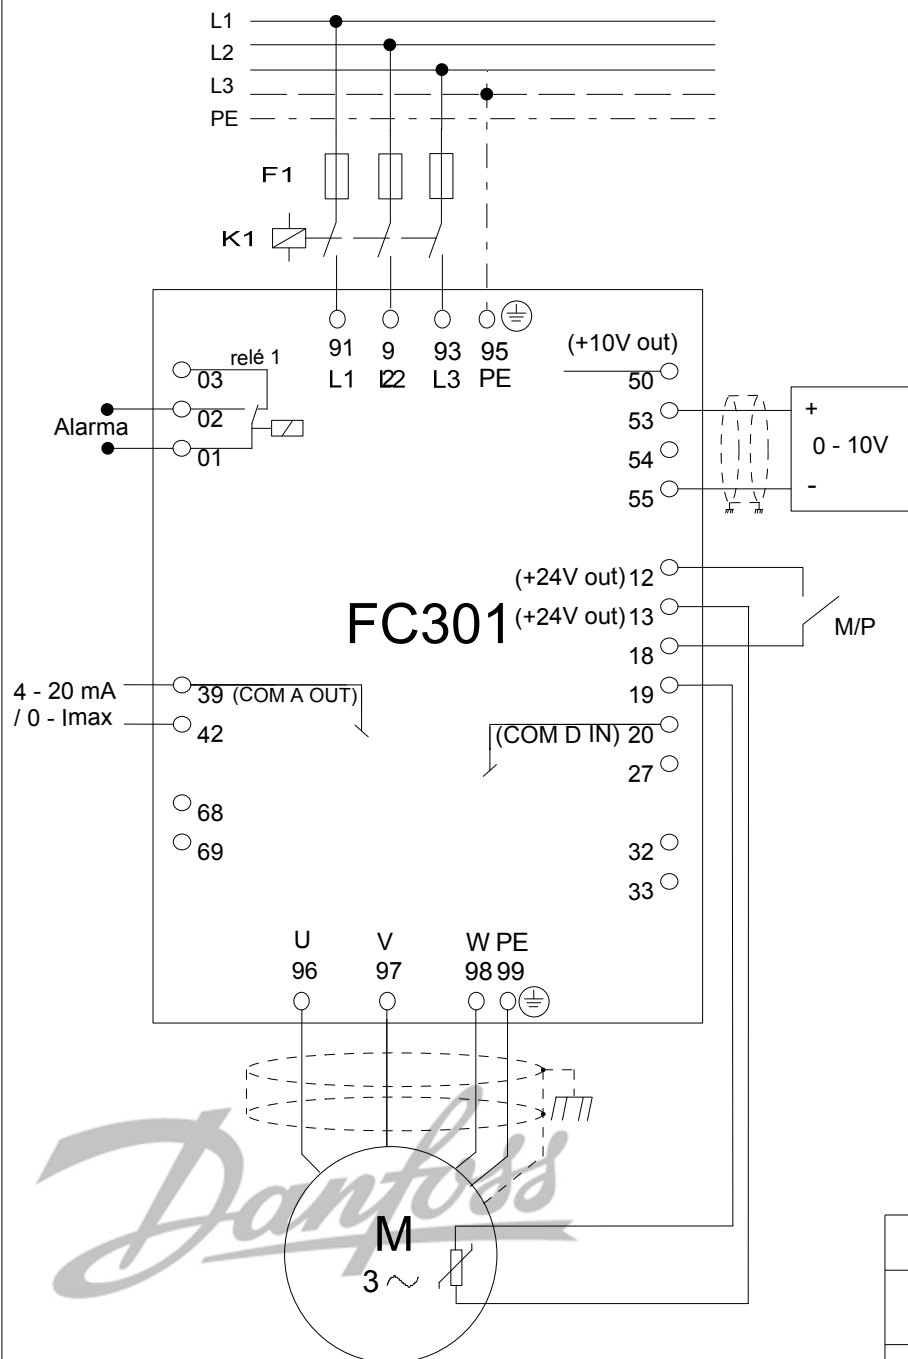 L1
L2
L3
PE
F1
K1
91 9 93 95
2
L1 L2 L3 PE
(+10V out)
50
03 relé 1
02
Alarma
01
53
54
55
+
0 - 10V
-
(+24V out) 12
(+24V out) 13
FC301
18
M/P
19
4 - 20 mA
/ 0 - Imax
39 (COM A OUT)
42
(COM D IN) 20
27
68
69
32
33
U V W PE
96 97 98 99
Danfoss
M
3 ~